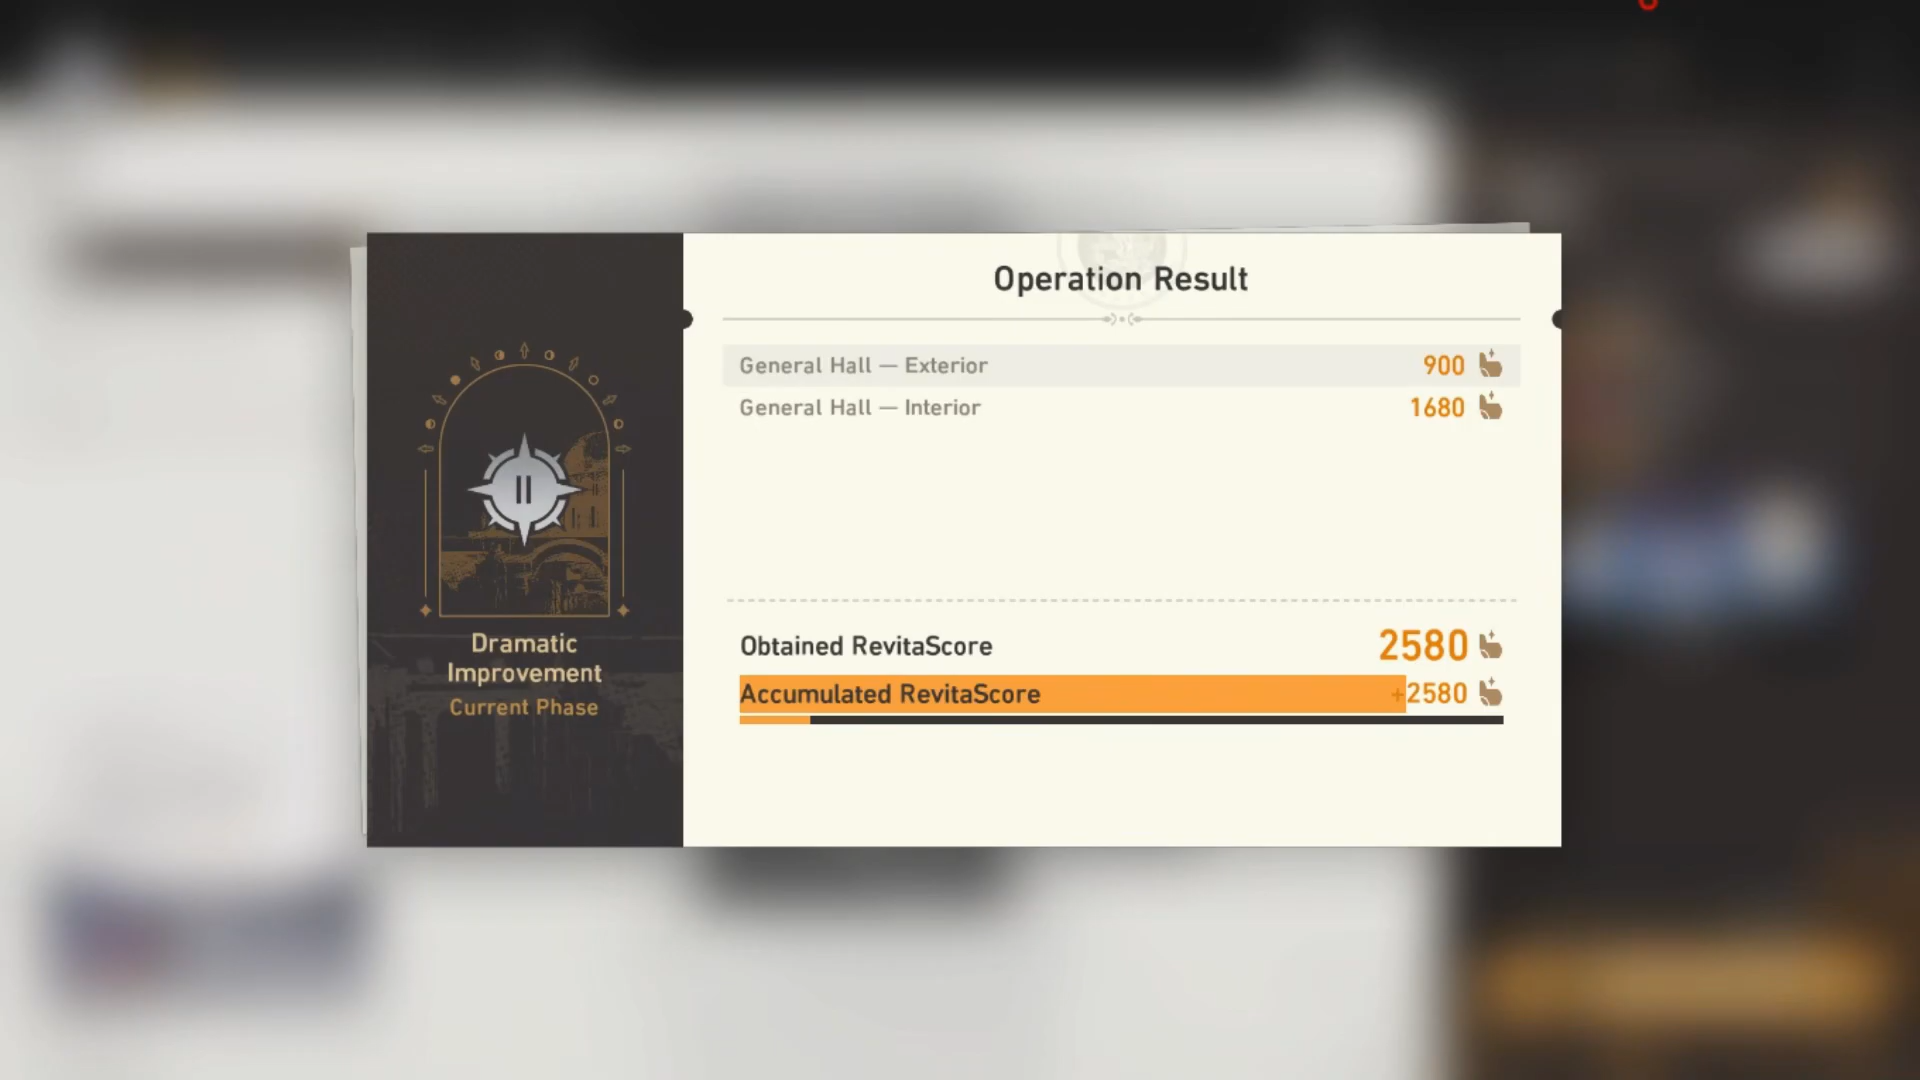 Operation Result
General Hall — Exterior 900
General Hall — Interior 1680
II
Dramatic
Improvement
Current Phase
Obtained RevitaScore 2580
Accumulated RevitaScore +2580